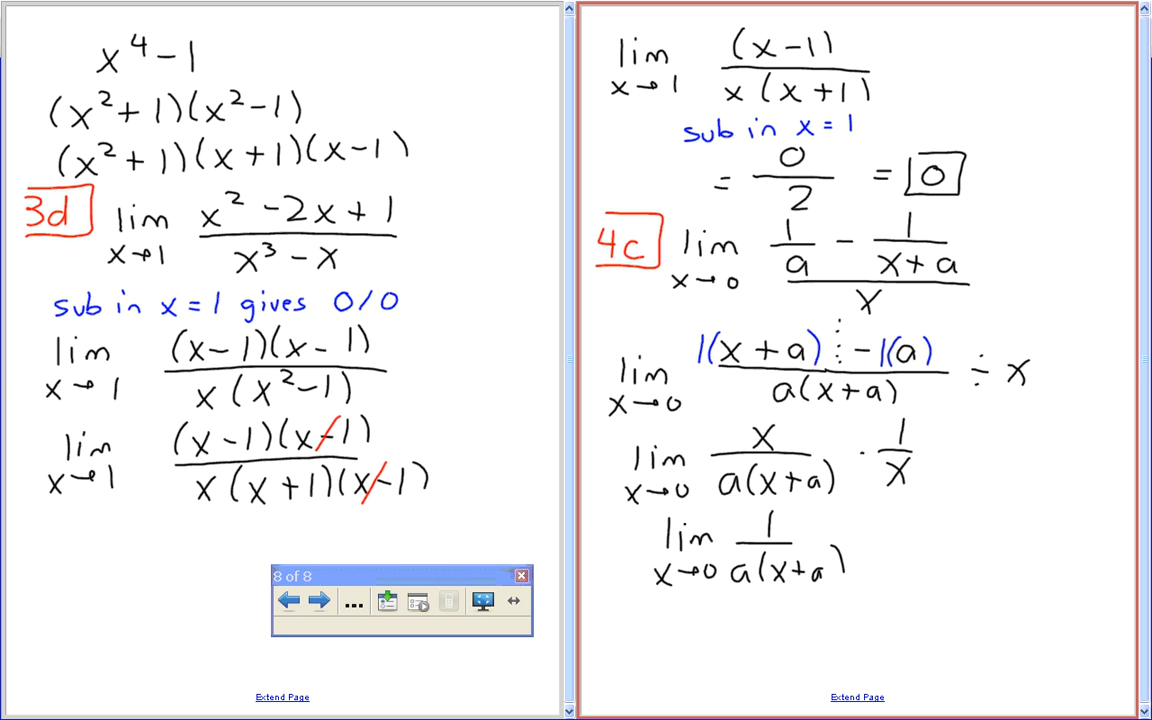 x⁴ - 1
(x² + 1)(x² - 1)
(x² + 1)(x + 1)(x - 1)
3d lim x→1 (x² - 2x + 1)/(x³ - x)
sub in x = 1 gives 0/0
lim x→1 (x - 1)(x - 1)/(x(x² - 1))
lim x→1 (x - 1)(x - 1)/(x(x + 1)(x - 1))
8 of 8
...
Extend Page
lim x→1 (x - 1)/(x(x + 1))
sub in x = 1
= 0/2 = 0
4c lim x→0 (1/a - 1/(x + a))/x
lim x→0 (1(x + a) - 1(a))/(a(x + a)) ÷ x
lim x→0 x/(a(x + a)) · 1/x
lim x→0 1/(a(x + a))
Extend Page